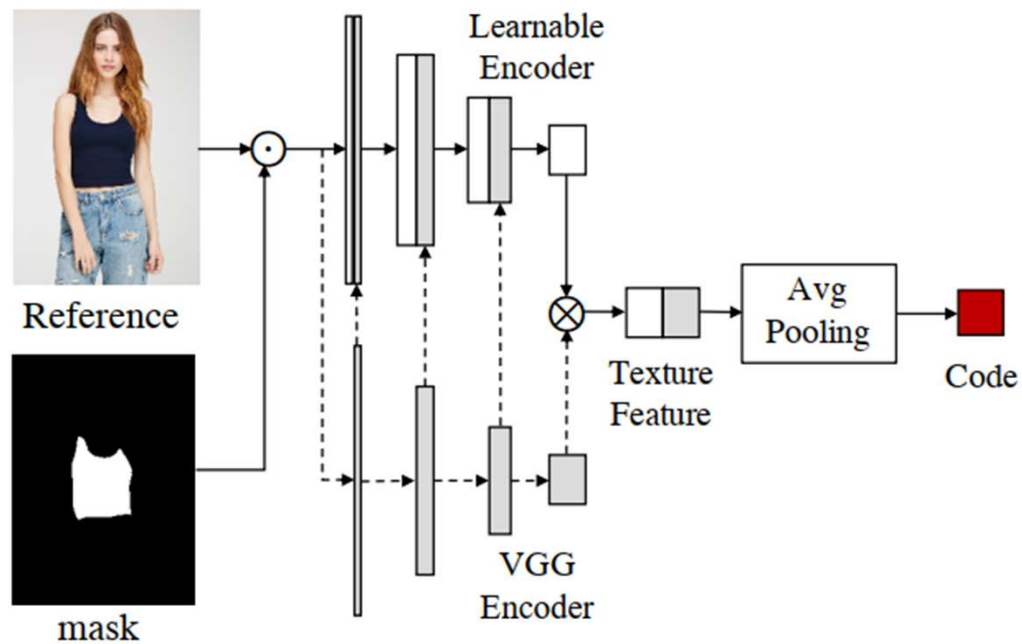 Learnable
Encoder
Reference
Avg
Pooling
Texture
Feature
Code
VGG
Encoder
mask